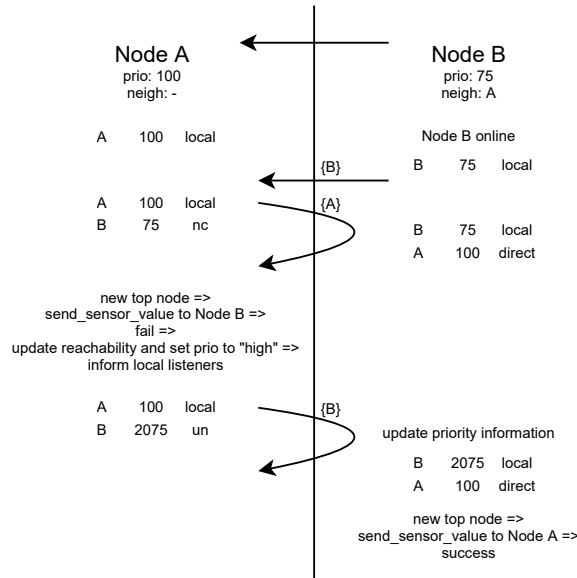 Node A
prio: 100
neigh: -
Node B
prio: 75
neigh: A
A 100 local
Node B online
B 75 local
{B}
A 100 local
B 75 nc
{A}
B 75 local
A 100 direct
new top node =>
send_sensor_value to Node B =>
fail =>
update reachability and set prio to "high" =>
inform local listeners
A 100 local
B 2075 un
{B}
update priority information
B 2075 local
A 100 direct
new top node =>
send_sensor_value to Node A =>
success